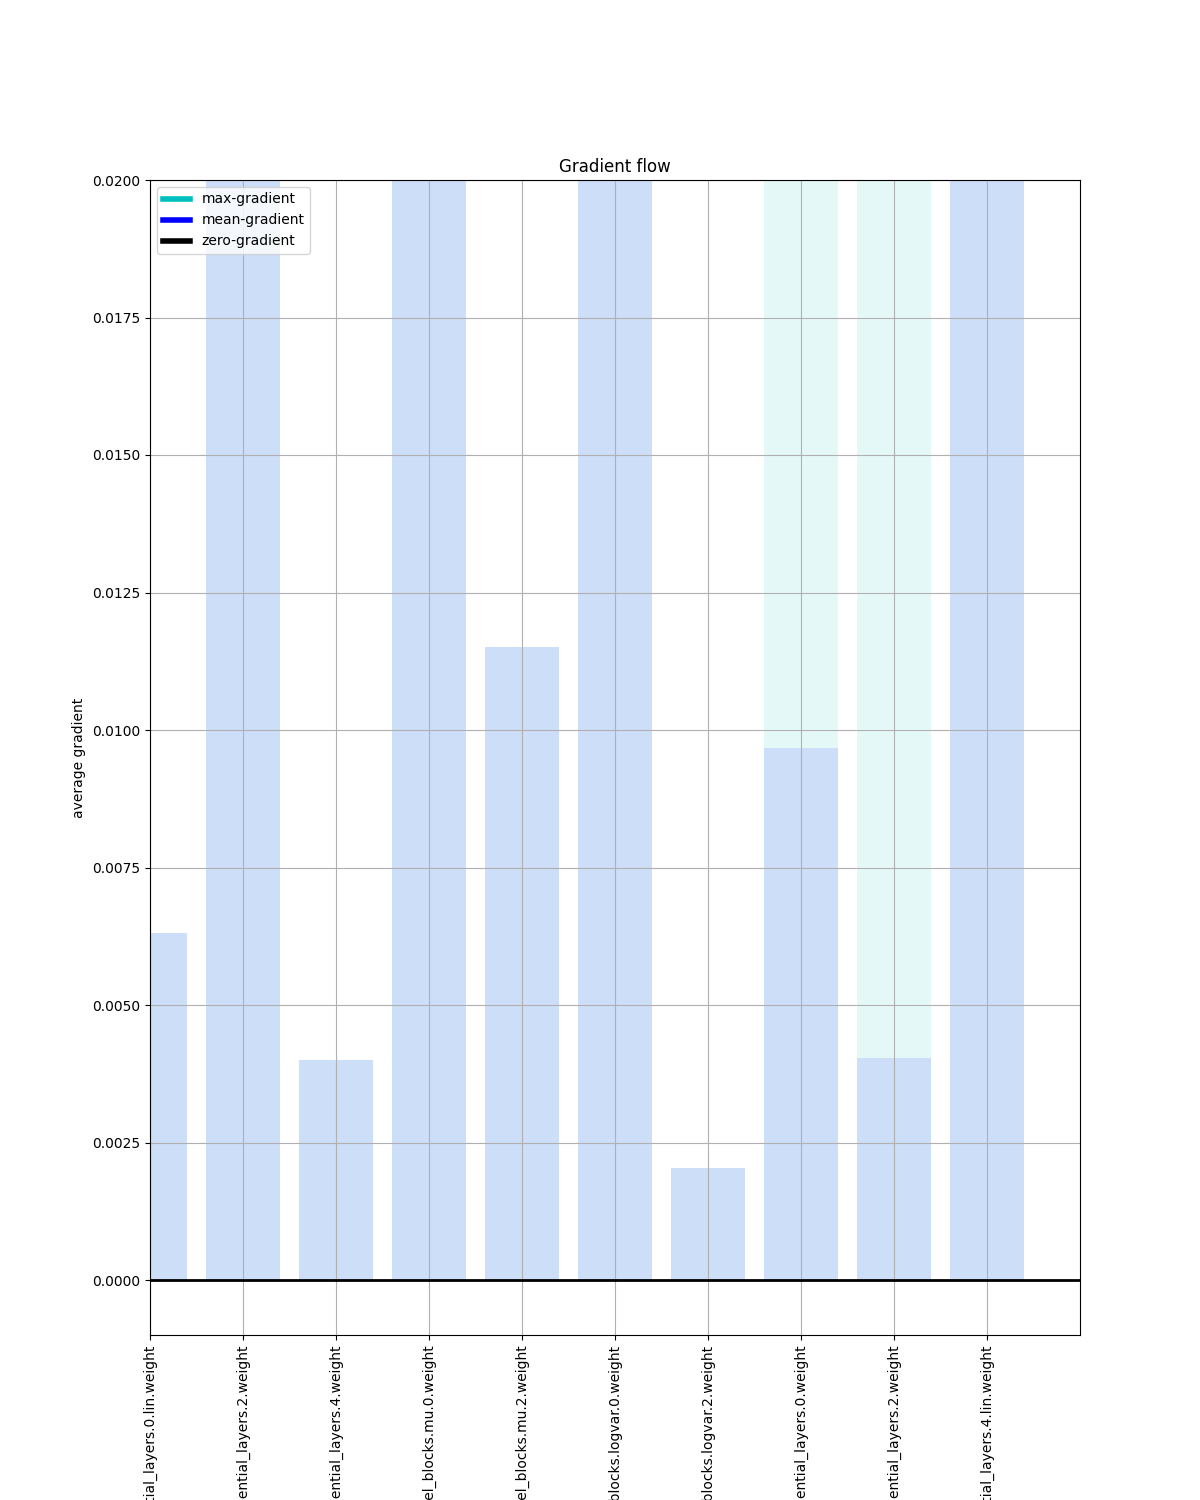 Gradient flow
max-gradient
mean-gradient
zero-gradient
0.0200
0.0175
0.0150
0.0125
0.0100
0.0075
0.0050
0.0025
0.0000
average gradient
tial_layers.0.lin.weight
ential_layers.2.weight
ential_layers.4.weight
el_blocks.mu.0.weight
el_blocks.mu.2.weight
blocks.logvar.0.weight
blocks.logvar.2.weight
ential_layers.0.weight
ential_layers.2.weight
tial_layers.4.lin.weight